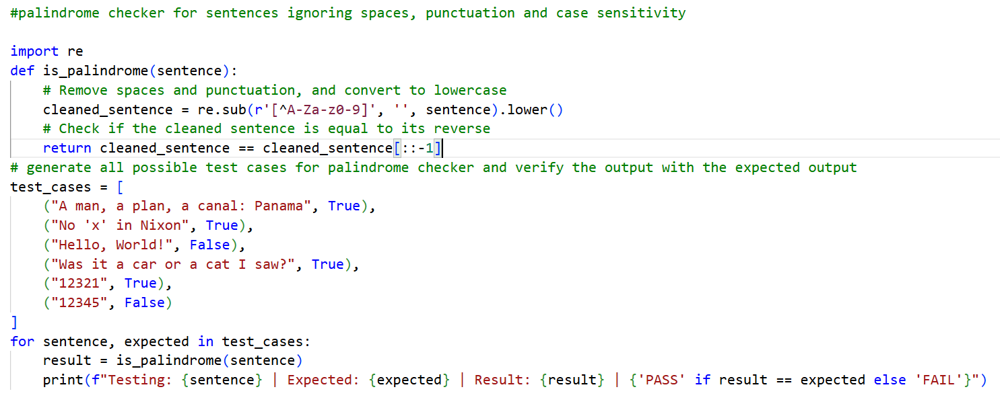 #palindrome checker for sentences ignoring spaces, punctuation and case sensitivity

import re
def is_palindrome(sentence):
    # Remove spaces and punctuation, and convert to lowercase
    cleaned_sentence = re.sub(r'[^A-Za-z0-9]', '', sentence).lower()
    # Check if the cleaned sentence is equal to its reverse
    return cleaned_sentence == cleaned_sentence[::-1]
# generate all possible test cases for palindrome checker and verify the output with the expected output
test_cases = [
    ("A man, a plan, a canal: Panama", True),
    ("No 'x' in Nixon", True),
    ("Hello, World!", False),
    ("Was it a car or a cat I saw?", True),
    ("12321", True),
    ("12345", False)
]
for sentence, expected in test_cases:
    result = is_palindrome(sentence)
    print(f"Testing: {sentence} | Expected: {expected} | Result: {result} | {'PASS' if result == expected else 'FAIL'}")